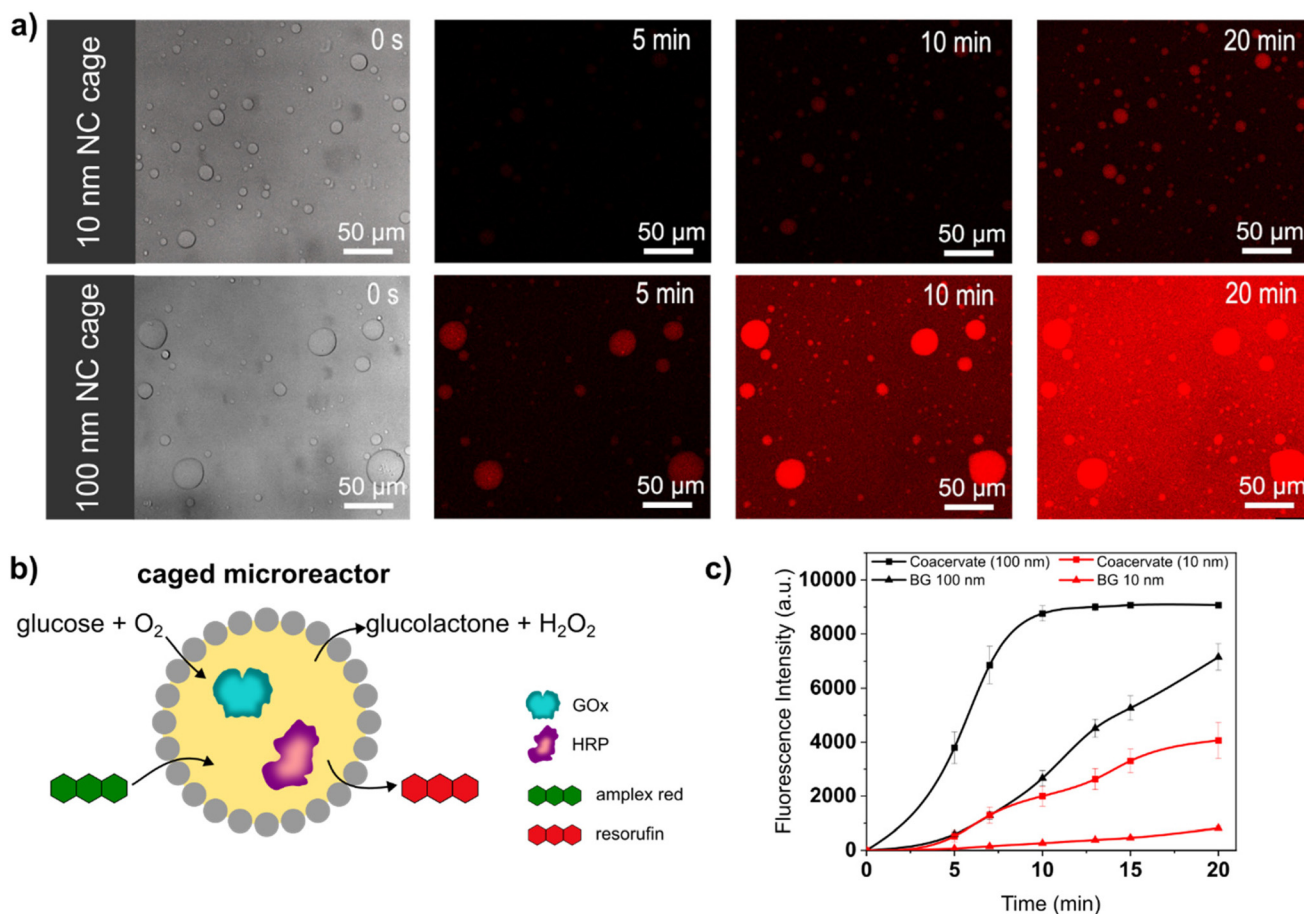 a)
10 nm NC cage
0 s
50 µm
5 min
50 µm
10 min
50 µm
20 min
50 µm
100 nm NC cage
0 s
50 µm
5 min
50 µm
10 min
50 µm
20 min
50 µm
b)
caged microreactor
glucose + O₂
glucolactone + H₂O₂
GOx
HRP
amplex red
resorufin
c)
Coacervate (100 nm)
Coacervate (10 nm)
BG 100 nm
BG 10 nm
Fluorescence Intensity (a.u.)
10000
8000
6000
4000
2000
0
0 5 10 15 20
Time (min)